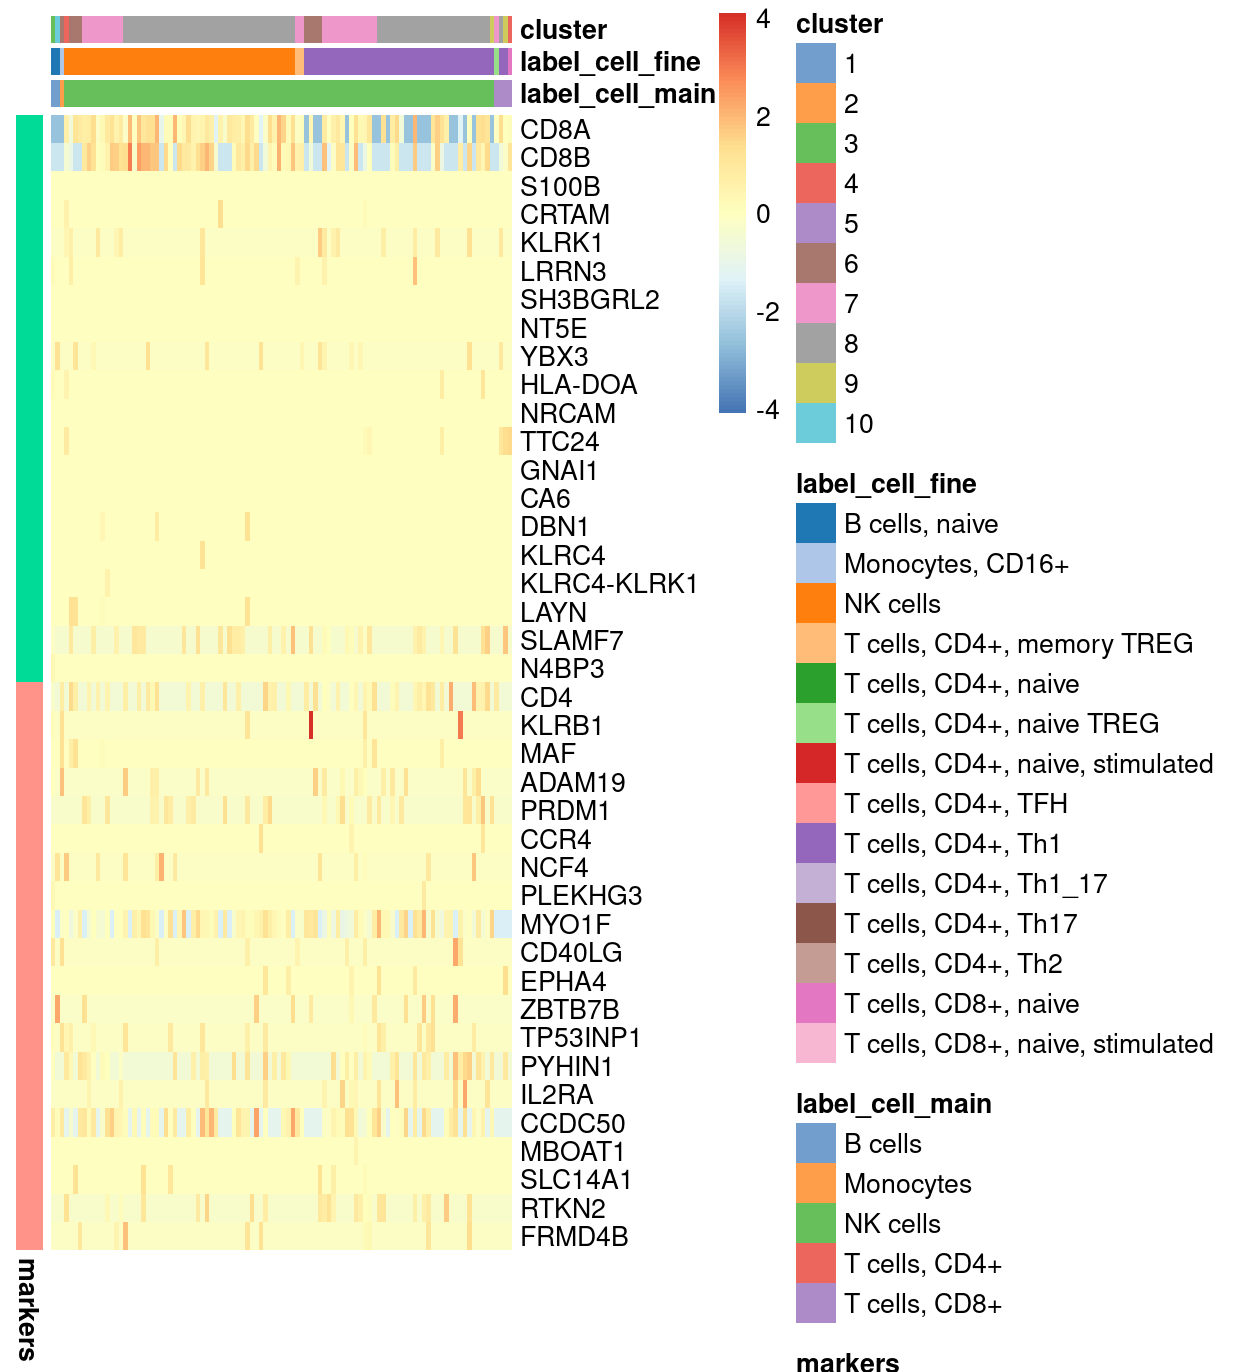 cluster
label_cell_fine
label_cell_main
CD8A
CD8B
S100B
CRTAM
KLRK1
LRRN3
SH3BGRL2
NT5E
YBX3
HLA-DOA
NRCAM
TTC24
GNAI1
CA6
DBN1
KLRC4
KLRC4-KLRK1
LAYN
SLAMF7
N4BP3
CD4
KLRB1
MAF
ADAM19
PRDM1
CCR4
NCF4
PLEKHG3
MYO1F
CD40LG
EPHA4
ZBTB7B
TP53INP1
PYHIN1
IL2RA
CCDC50
MBOAT1
SLC14A1
RTKN2
FRMD4B
markers
4
2
0
-2
-4
cluster
1
2
3
4
5
6
7
8
9
10
label_cell_fine
B cells, naive
Monocytes, CD16+
NK cells
T cells, CD4+, memory TREG
T cells, CD4+, naive
T cells, CD4+, naive TREG
T cells, CD4+, naive, stimulated
T cells, CD4+, TFH
T cells, CD4+, Th1
T cells, CD4+, Th1_17
T cells, CD4+, Th17
T cells, CD4+, Th2
T cells, CD8+, naive
T cells, CD8+, naive, stimulated
label_cell_main
B cells
Monocytes
NK cells
T cells, CD4+
T cells, CD8+
markers